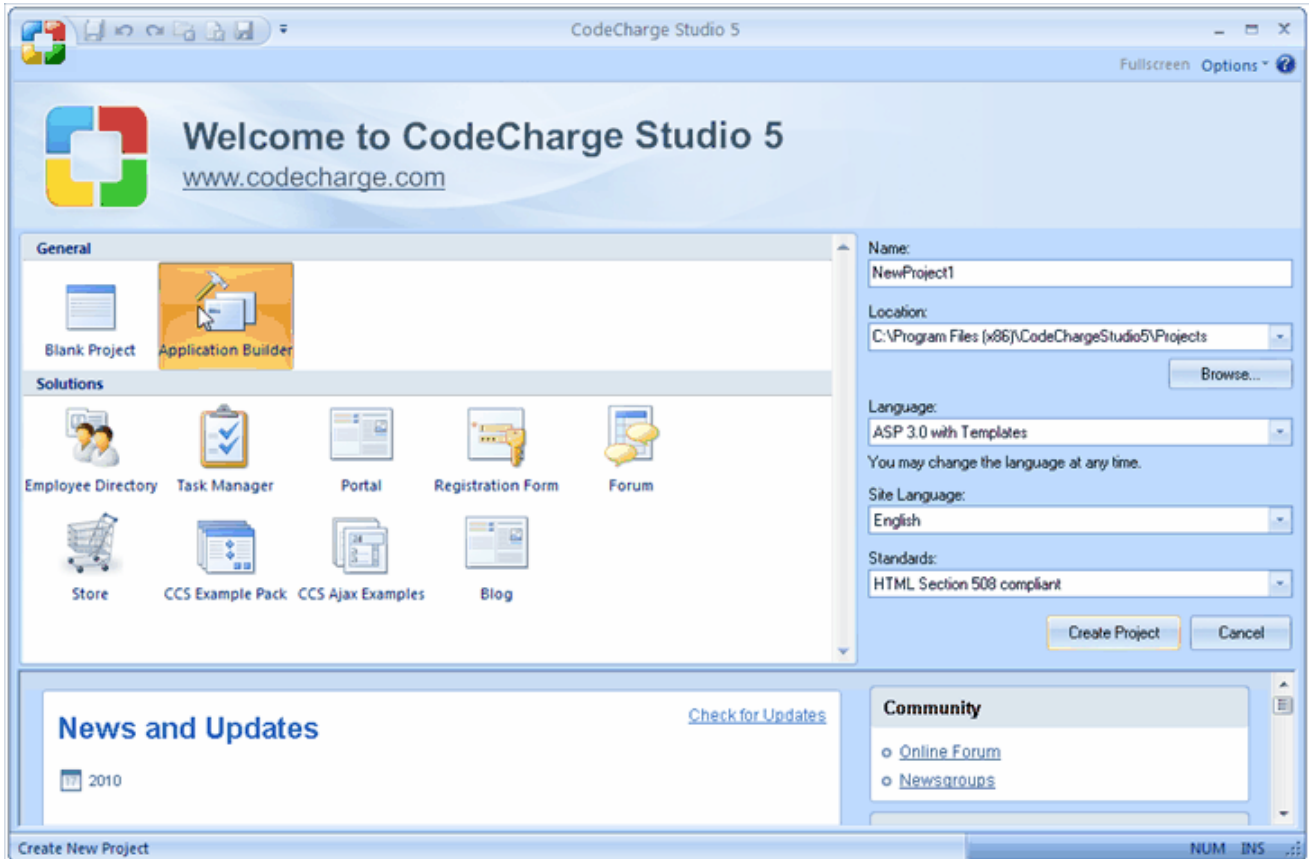 CodeCharge Studio 5
Fullscreen Options
Welcome to CodeCharge Studio 5
www.codecharge.com
General
Blank Project
Application Builder
Solutions
Employee Directory
Task Manager
Portal
Registration Form
Forum
Store
CCS Example Pack
CCS Ajax Examples
Blog
Name:
NewProject1
Location:
C:\Program Files (x86)\CodeChargeStudio5\Projects
Browse...
Language:
ASP 3.0 with Templates
You may change the language at any time.
Site Language:
English
Standards:
HTML Section 508 compliant
Create Project
Cancel
News and Updates
Check for Updates
17 2010
Community
Online Forum
Newsgroups
Create New Project
NUM INS